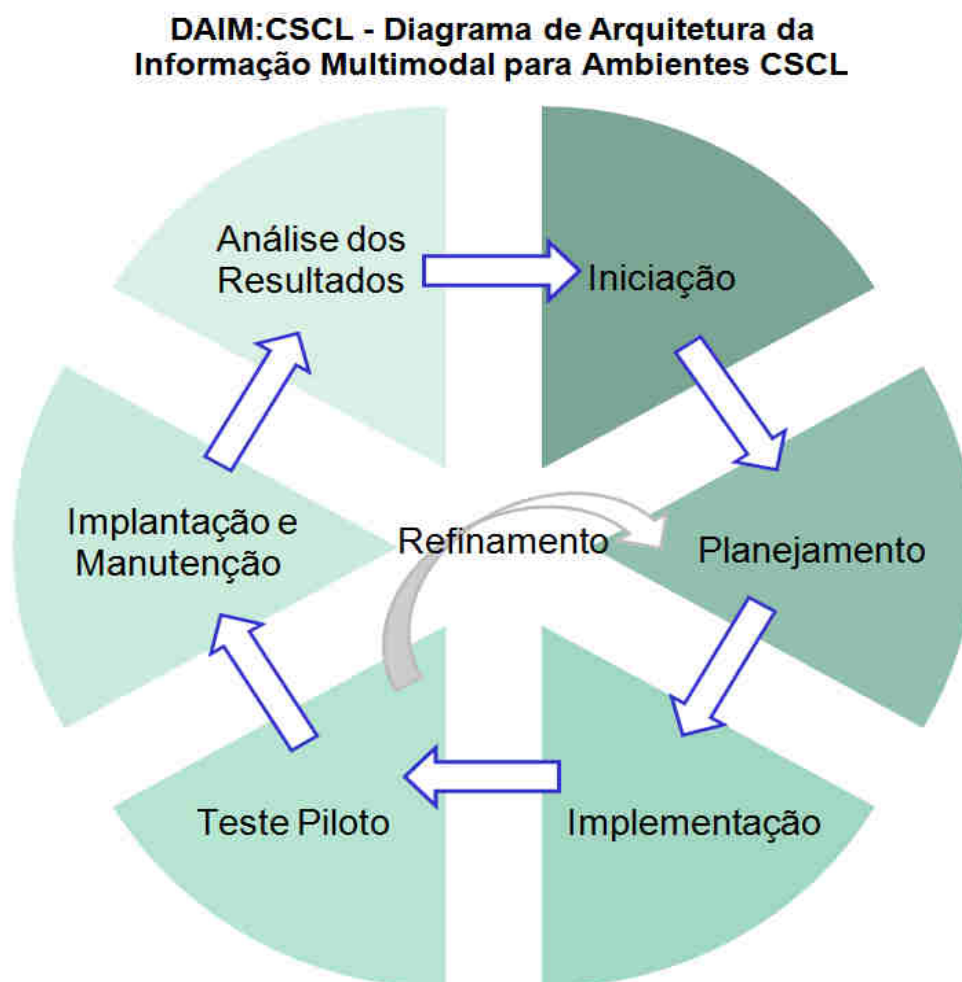 DAIM:CSCL - Diagrama de Arquitetura da
Informação Multimodal para Ambientes CSCL
Análise dos
Resultados
Iniciação
Implantação e
Manutenção
Refinamento
Planejamento
Teste Piloto
Implementação